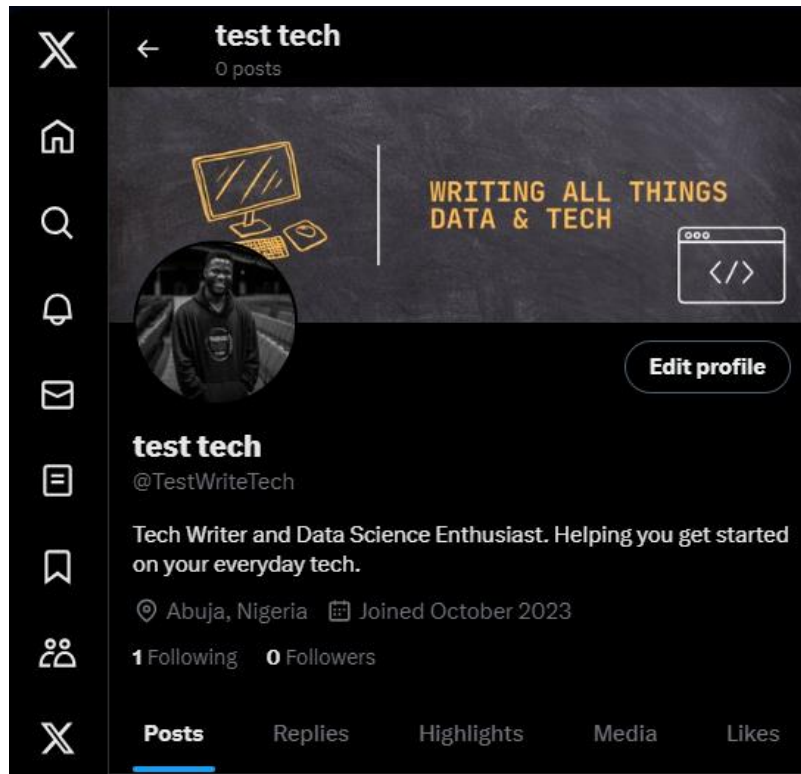 test tech
0 posts
WRITING ALL THINGS
DATA & TECH
</>
Edit profile
test tech
@TestWriteTech
Tech Writer and Data Science Enthusiast. Helping you get started
on your everyday tech.
Abuja, Nigeria Joined October 2023
1 Following 0 Followers
Posts Replies Highlights Media Likes